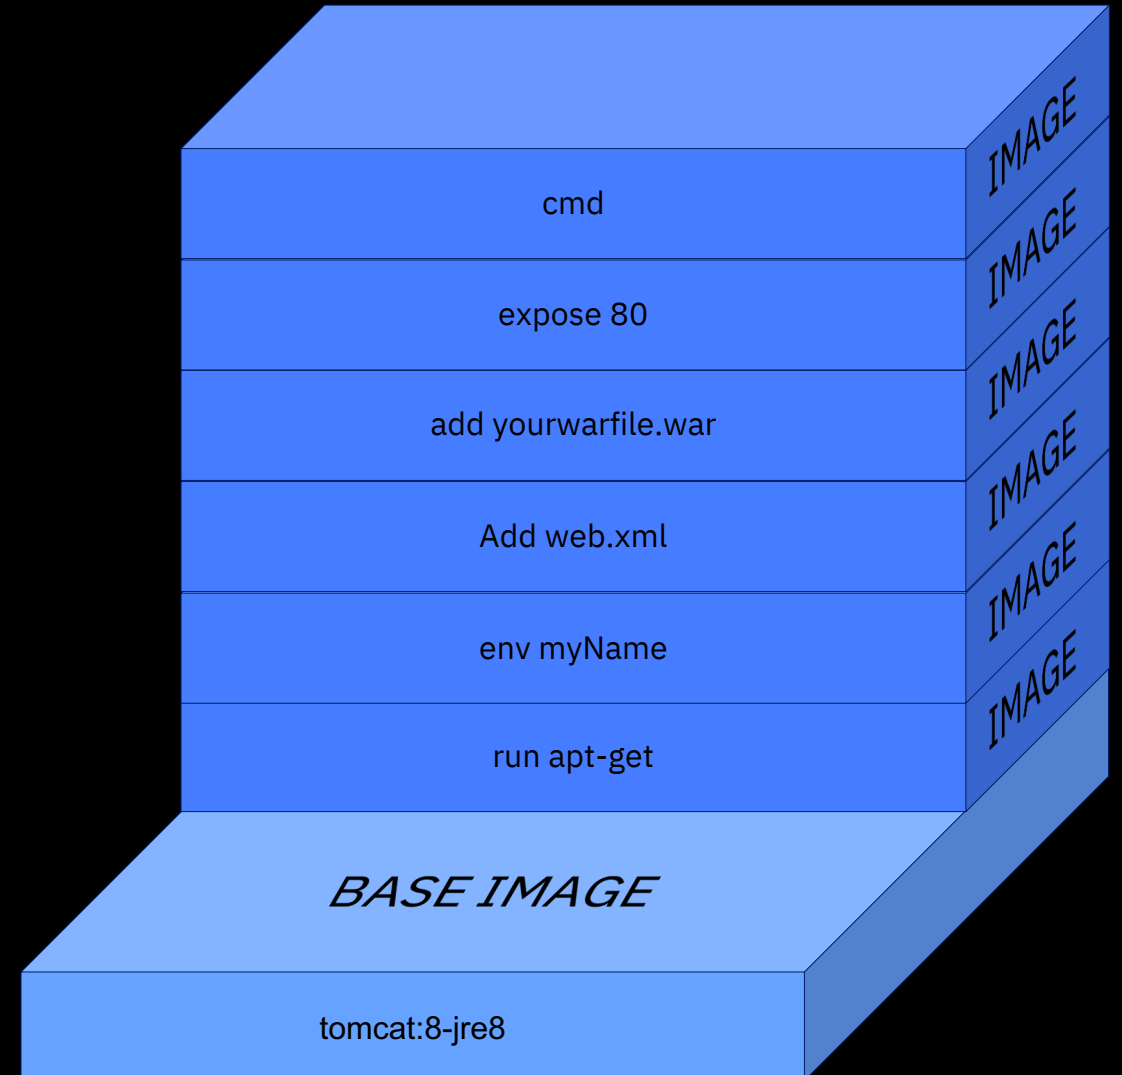 IMAGE
cmd
IMAGE
expose 80
IMAGE
add yourwarfile.war
IMAGE
Add web.xml
IMAGE
env myName
IMAGE
run apt-get
BASE IMAGE
tomcat:8-jre8